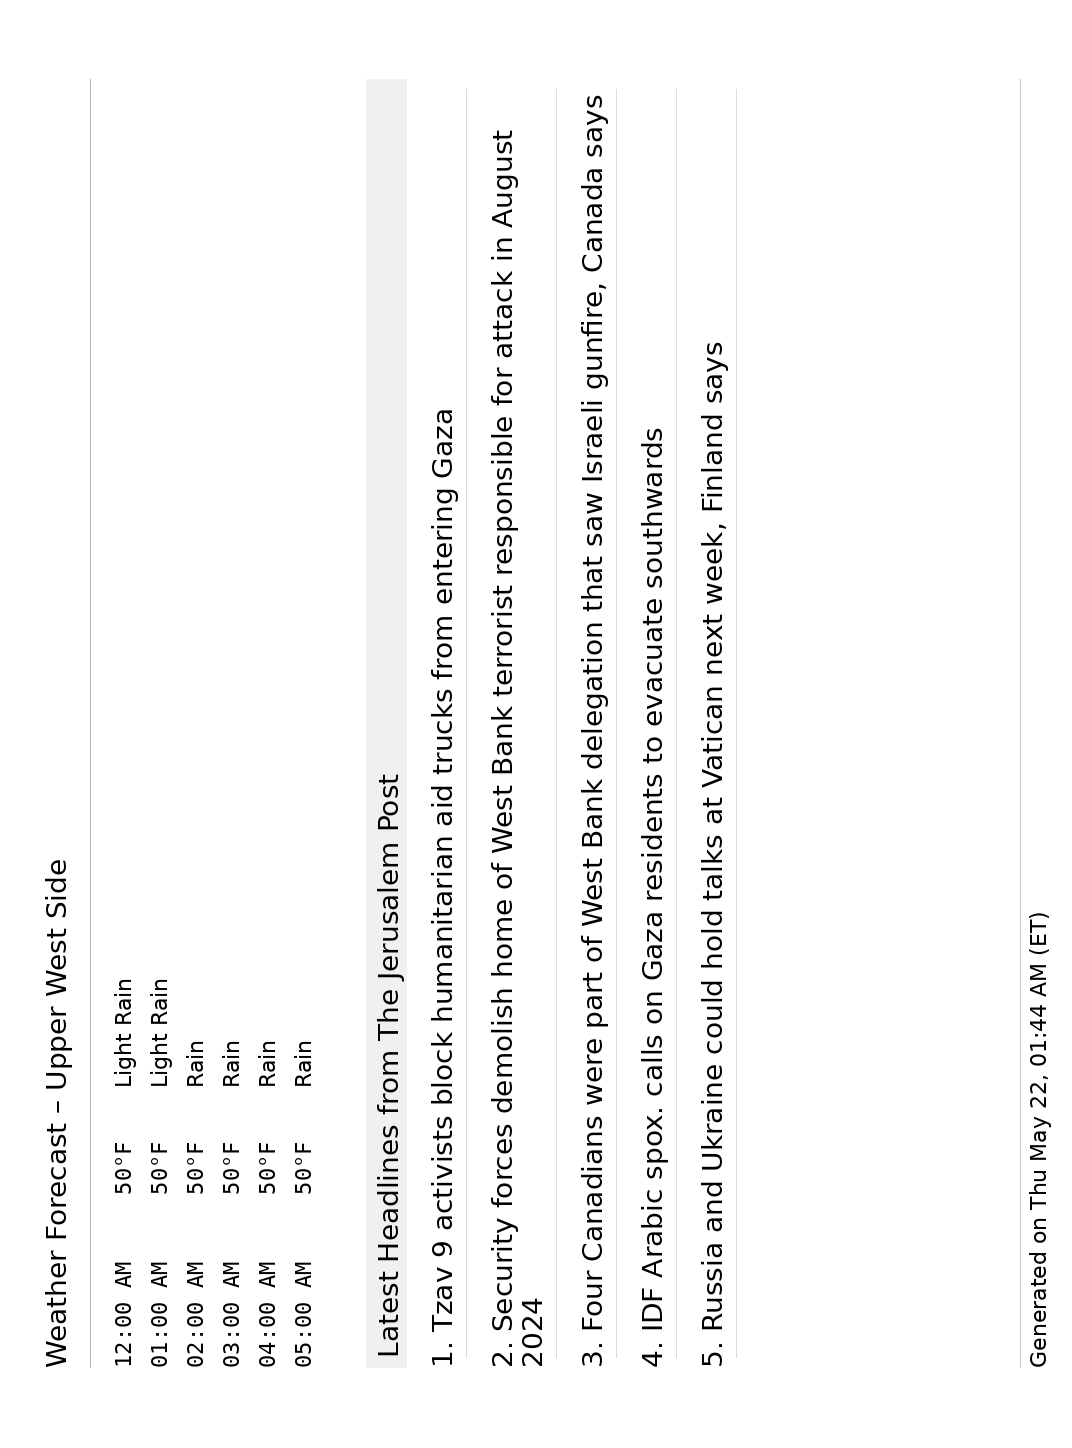 Weather Forecast – Upper West Side
12:00 AM 50°F Light Rain
01:00 AM 50°F Light Rain
02:00 AM 50°F Rain
03:00 AM 50°F Rain
04:00 AM 50°F Rain
05:00 AM 50°F Rain
Latest Headlines from The Jerusalem Post
1. Tzav 9 activists block humanitarian aid trucks from entering Gaza
2. Security forces demolish home of West Bank terrorist responsible for attack in August
2024
3. Four Canadians were part of West Bank delegation that saw Israeli gunfire, Canada says
4. IDF Arabic spox. calls on Gaza residents to evacuate southwards
5. Russia and Ukraine could hold talks at Vatican next week, Finland says
Generated on Thu May 22, 01:44 AM (ET)